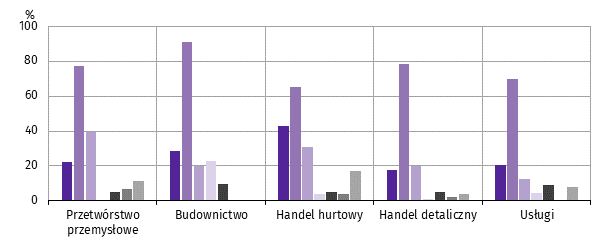 %
100
80
60
40
20
0
Przetwórstwo
przemysłowe
Budownictwo
Handel hurtowy
Handel detaliczny
Usługi